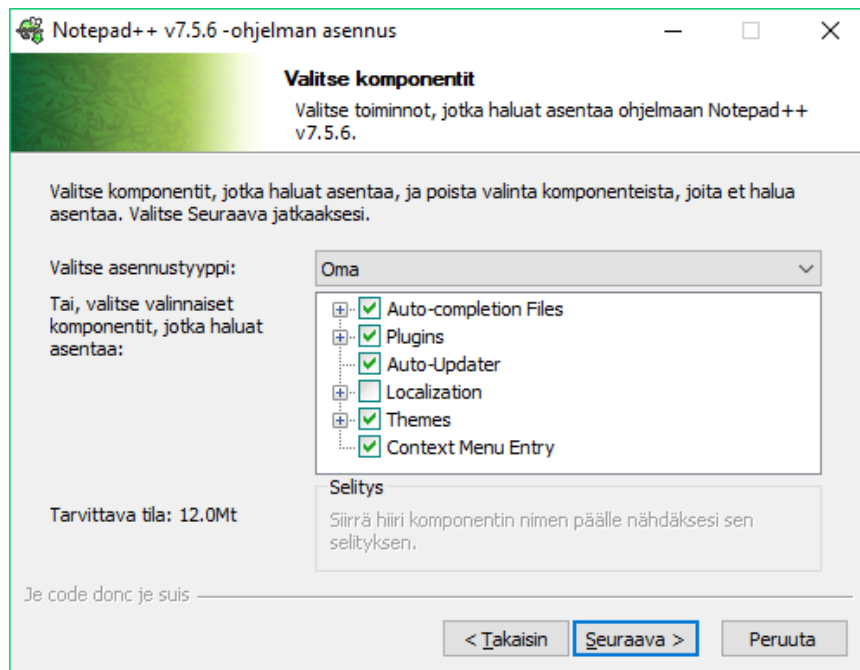 Notepad++ v7.5.6 -ohjelman asennus
Valitse komponentit
Valitse toiminnot, jotka haluat asentaa ohjelmaan Notepad++
v7.5.6.
Valitse komponentit, jotka haluat asentaa, ja poista valinta komponenteista, joita et halua
asentaa. Valitse Seuraava jatkaaksesi.
Valitse asennustyyppi:
Oma
Tai, valitse valinnaiset
komponentit, jotka haluat
asentaa:
Auto-completion Files
Plugins
Auto-Updater
Localization
Themes
Context Menu Entry
Tarvittava tila: 12.0Mt
Selitys
Siirrä hiiri komponentin nimen päälle nähdäksesi sen
selityksen.
Je code donc je suis
< Takaisin
Seuraava >
Peruuta